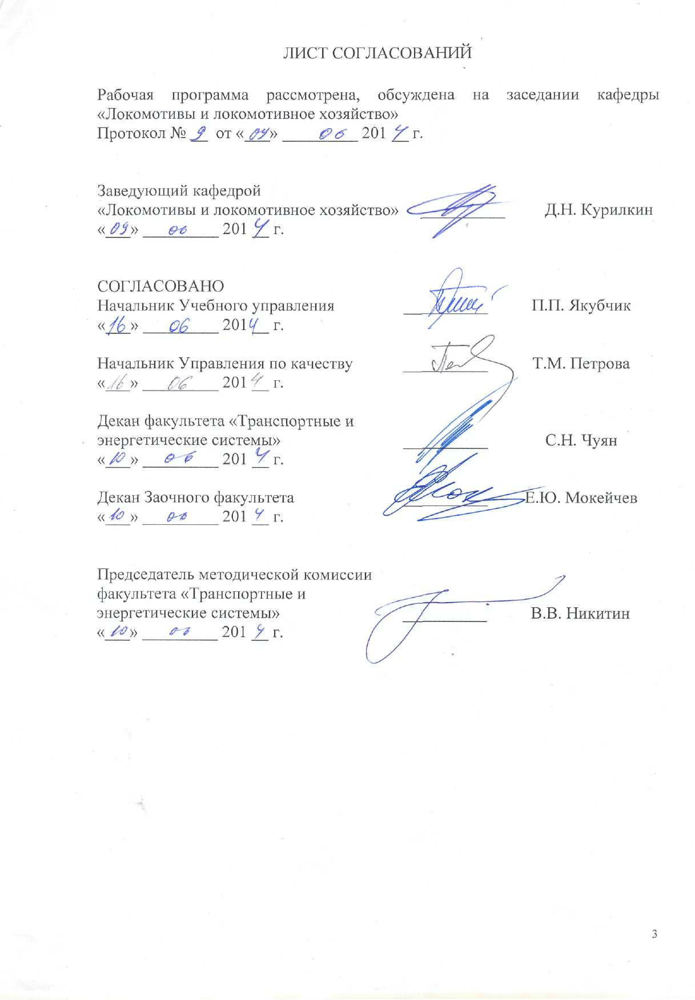 ЛИСТ СОГЛАСОВАНИЙ
Рабочая программа рассмотрена, обсуждена на заседании кафедры
«Локомотивы и локомотивное хозяйство»
Протокол № 9 от «09» 06 2014 г.
Заведующий кафедрой
«Локомотивы и локомотивное хозяйство» Д.Н. Курилкин
«09» 06 2014 г.
СОГЛАСОВАНО
Начальник Учебного управления П.П. Якубчик
«16» 06 2014 г.
Начальник Управления по качеству Т.М. Петрова
«16» 06 2014 г.
Декан факультета «Транспортные и
энергетические системы» С.Н. Чуян
«10» 06 2014 г.
Декан Заочного факультета Е.Ю. Мокейчев
«10» 06 2014 г.
Председатель методической комиссии
факультета «Транспортные и
энергетические системы» В.В. Никитин
«10» 06 2014 г.
3